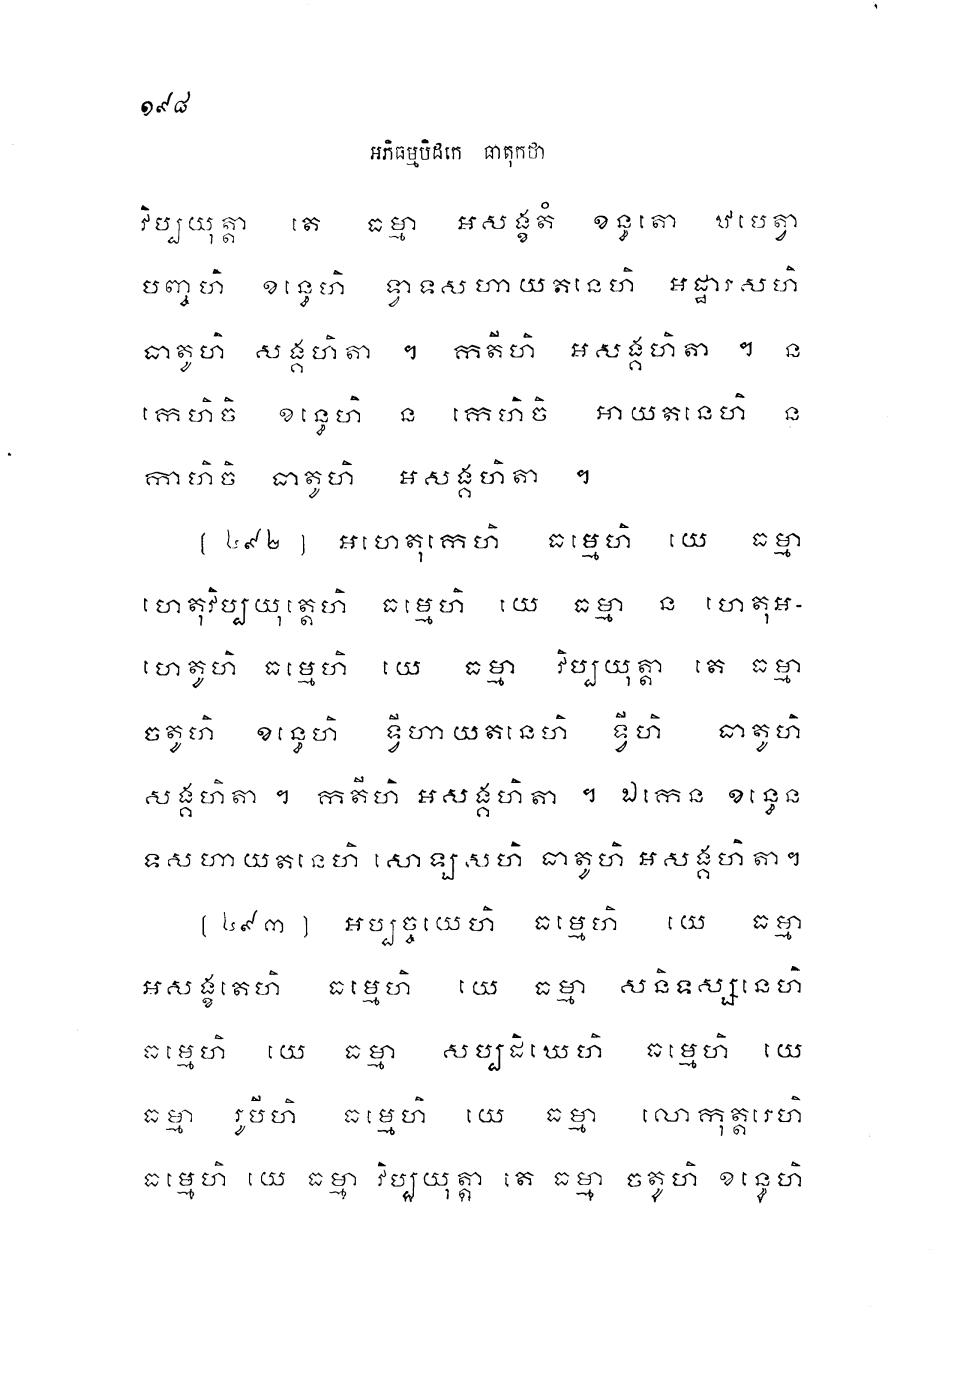 ១៩៨
អភិធម្មបិដកេ ធាតុកថា
វិប្បយុត្តា តេ ធម្មា អសង្ខតំ ខន្ធតោ ឋបេត្វា
បញ្ចហិ ខន្ធេហិ ទ្វាទសហាយតនេហិ អដ្ឋារសហិ
ធាតូហិ សង្គហិតា ។ កតីហិ អសង្គហិតា ។ ន
កេហិចិ ខន្ធេហិ ន កេហិចិ អាយតនេហិ ន
កាហិចិ ធាតូហិ អសង្គហិតា ។
[ ៤៩២ ] អហេតុកេហិ ធម្មេហិ យេ ធម្មា
ហេតុវិប្បយុត្តេហិ ធម្មេហិ យេ ធម្មា ន ហេតុអ-
ហេតូហិ ធម្មេហិ យេ ធម្មា វិប្បយុត្តា តេ ធម្មា
ចតូហិ ខន្ធេហិ ទ្វីហាយតនេហិ ទ្វីហិ ធាតូហិ
សង្គហិតា ។ កតីហិ អសង្គហិតា ។ ឯកេន ខន្ធេន
ទសហាយតនេហិ សោឡសហិ ធាតូហិ អសង្គហិតា។
[ ៤៩៣ ] អប្បច្ចយេហិ ធម្មេហិ យេ ធម្មា
អសង្ខតេហិ ធម្មេហិ យេ ធម្មា សនិទស្សនេហិ
ធម្មេហិ យេ ធម្មា សប្បដិឃេហិ ធម្មេហិ យេ
ធម្មា រូបីហិ ធម្មេហិ យេ ធម្មា លោកុត្តរេហិ
ធម្មេហិ យេ ធម្មា វិប្បយុត្តា តេ ធម្មា ចតូហិ ខន្ធេហិ